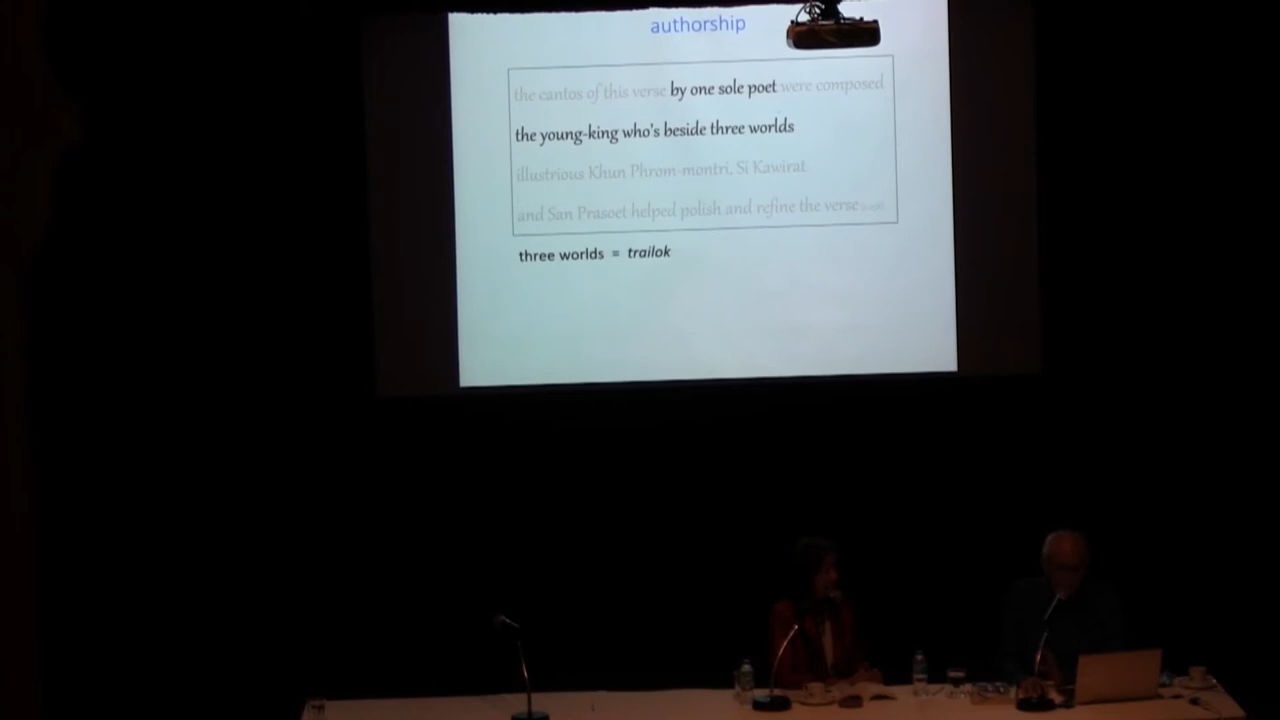 authorship
the cantos of this verse by one sole poet were composed
the young-king who's beside three worlds
illustrious Khun Phrom-montri, Si Kawirat
and San Prasoet helped polish and refine the verse
three worlds = trailok